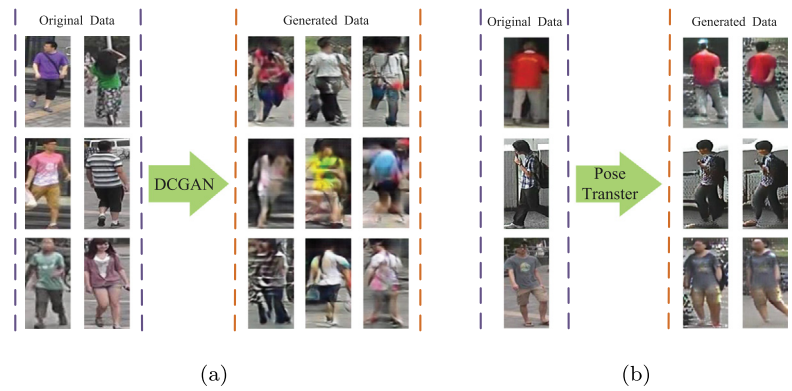 Original Data
Generated Data
DCGAN
(a)
Original Data
Generated Data
Pose
Transter
(b)